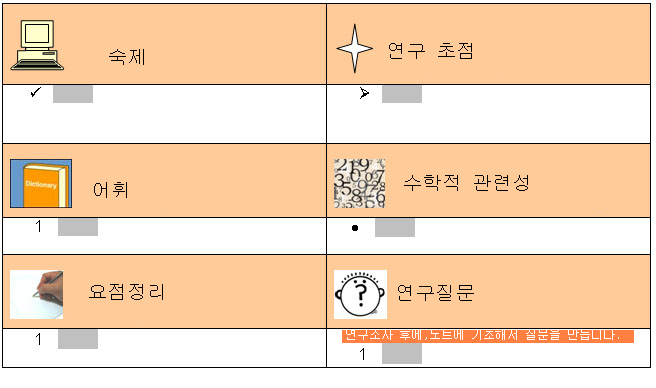 숙제
연구 초점
어휘
Dictionary
수학적 관련성
1
요점정리
연구질문
연구조사 후에,노트에 기초해서 질문을 만듭니다.
1
1